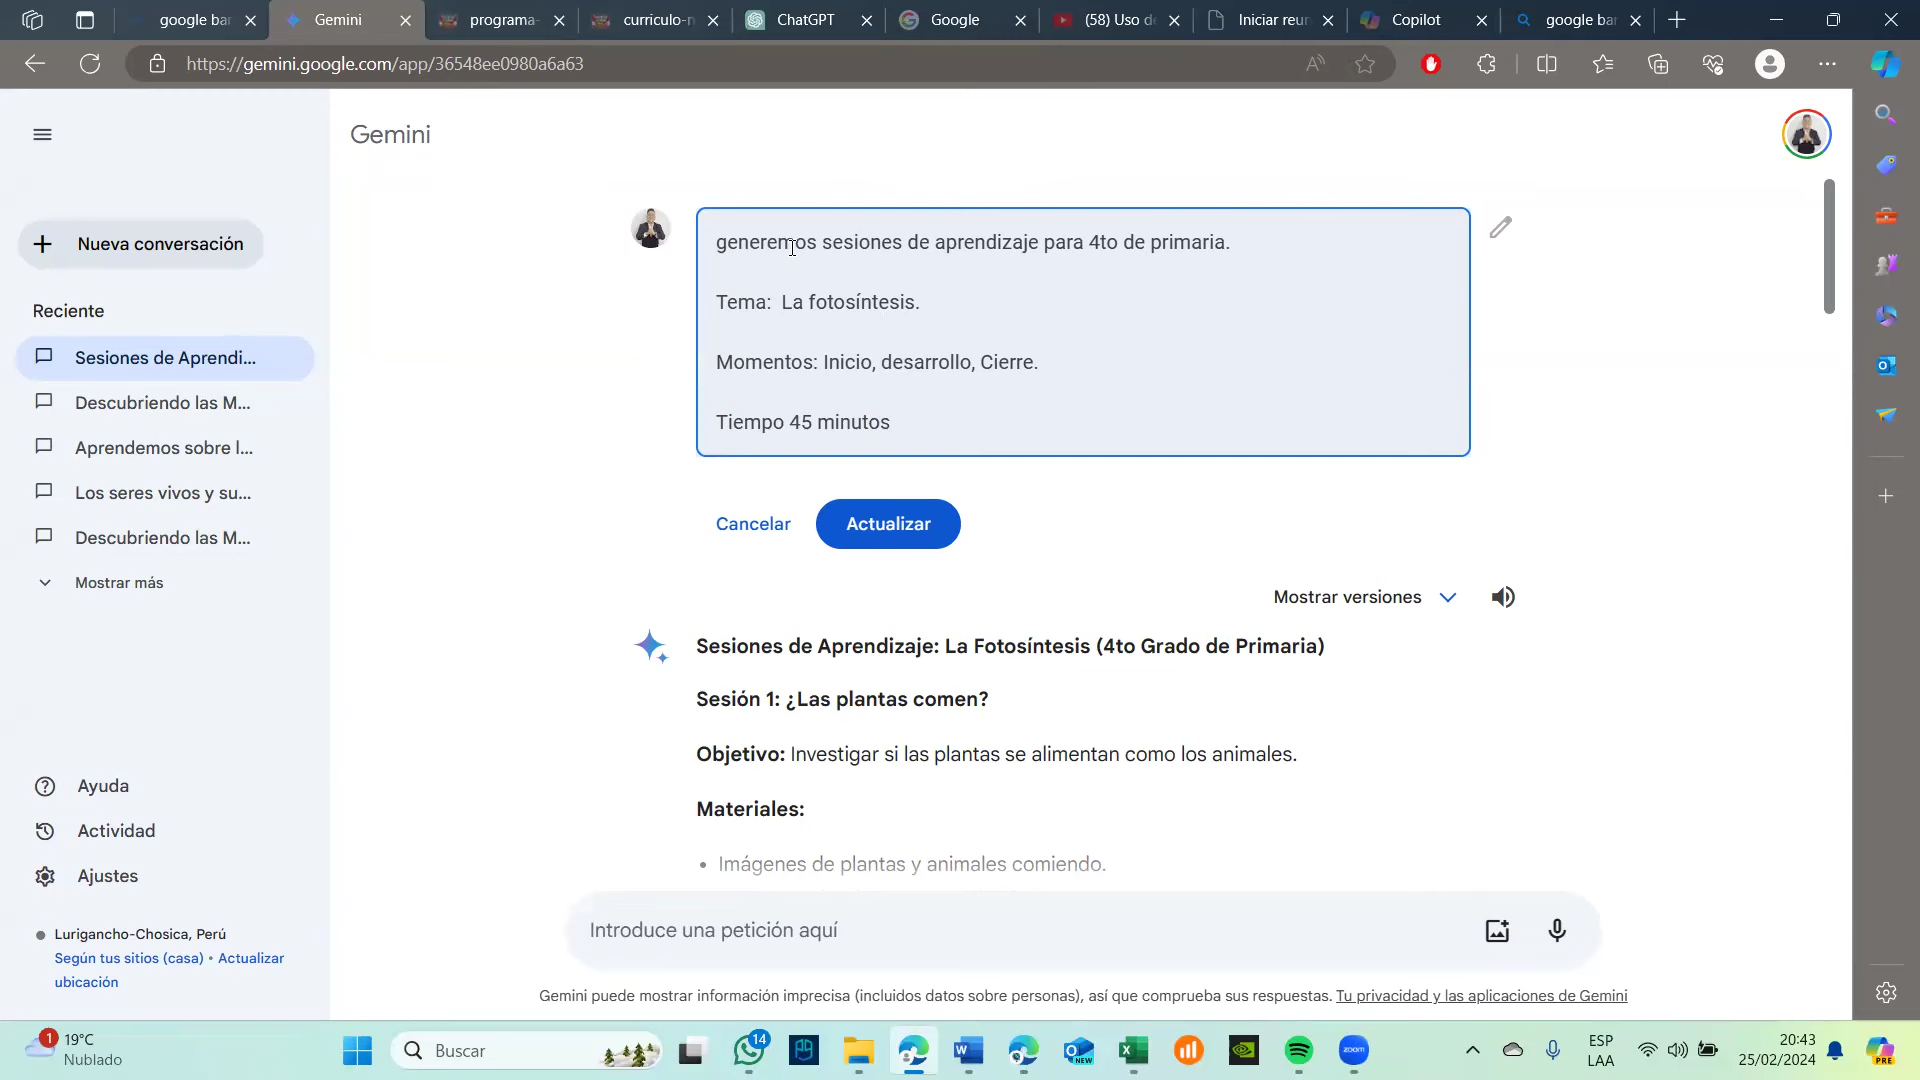 google bar
Gemini
programa-
curriculo-n
ChatGPT
Google
(58) Uso de
Iniciar reun
Copilot
google bar
https://gemini.google.com/app/36548ee0980a6a63
Gemini
Nueva conversación
Reciente
Sesiones de Aprendi...
Descubriendo las M...
Aprendemos sobre l...
Los seres vivos y su...
Descubriendo las M...
Mostrar más
Ayuda
Actividad
Ajustes
Lurigancho-Chosica, Perú
Según tus sitios (casa) • Actualizar
ubicación
generemos sesiones de aprendizaje para 4to de primaria.
Tema:  La fotosíntesis.
Momentos: Inicio, desarrollo, Cierre.
Tiempo 45 minutos
Cancelar
Actualizar
Mostrar versiones
Sesiones de Aprendizaje: La Fotosíntesis (4to Grado de Primaria)
Sesión 1: ¿Las plantas comen?
Objetivo: Investigar si las plantas se alimentan como los animales.
Materiales:
• Imágenes de plantas y animales comiendo.
Introduce una petición aquí
Gemini puede mostrar información imprecisa (incluidos datos sobre personas), así que comprueba sus respuestas. Tu privacidad y las aplicaciones de Gemini
1
19°C
Nublado
Buscar
14
W
NEW
zoom
ESP
LAA
20:43
25/02/2024
PRE